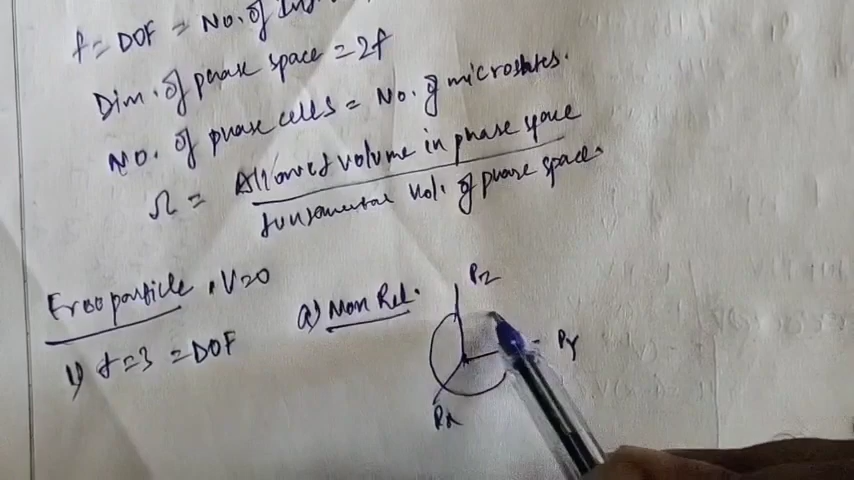 f = DOF = No. of
Dim. of phase space = 2f
No. of phase cells = No. of microstates.
Ω = Allowed volume in phase space
fundamental Vol. of phase space.
Free particle, V=0
a) Non Rel.
1) f=3 = DOF
Pz
Py
Px